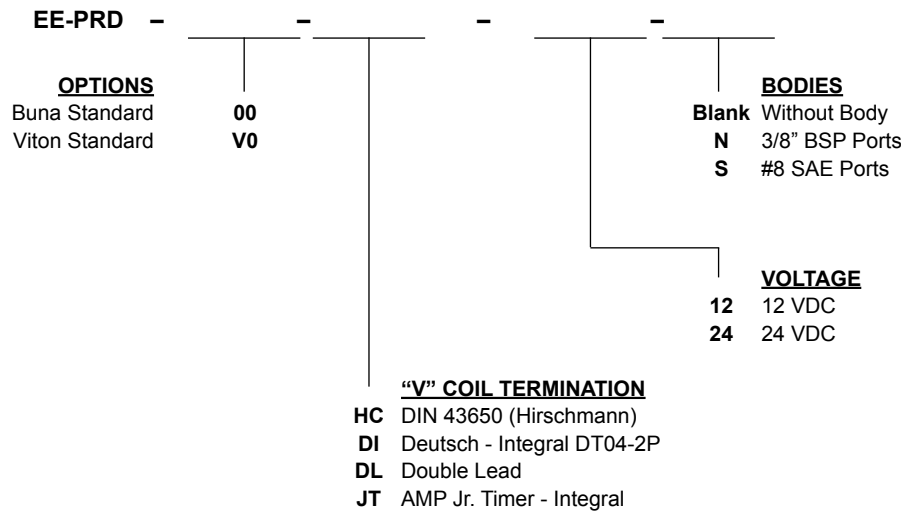 EE-PRD – – – –
OPTIONS
Buna Standard 00
Viton Standard V0
BODIES
Blank Without Body
N 3/8” BSP Ports
S #8 SAE Ports
VOLTAGE
12 12 VDC
24 24 VDC
“V” COIL TERMINATION
HC DIN 43650 (Hirschmann)
DI Deutsch - Integral DT04-2P
DL Double Lead
JT AMP Jr. Timer - Integral